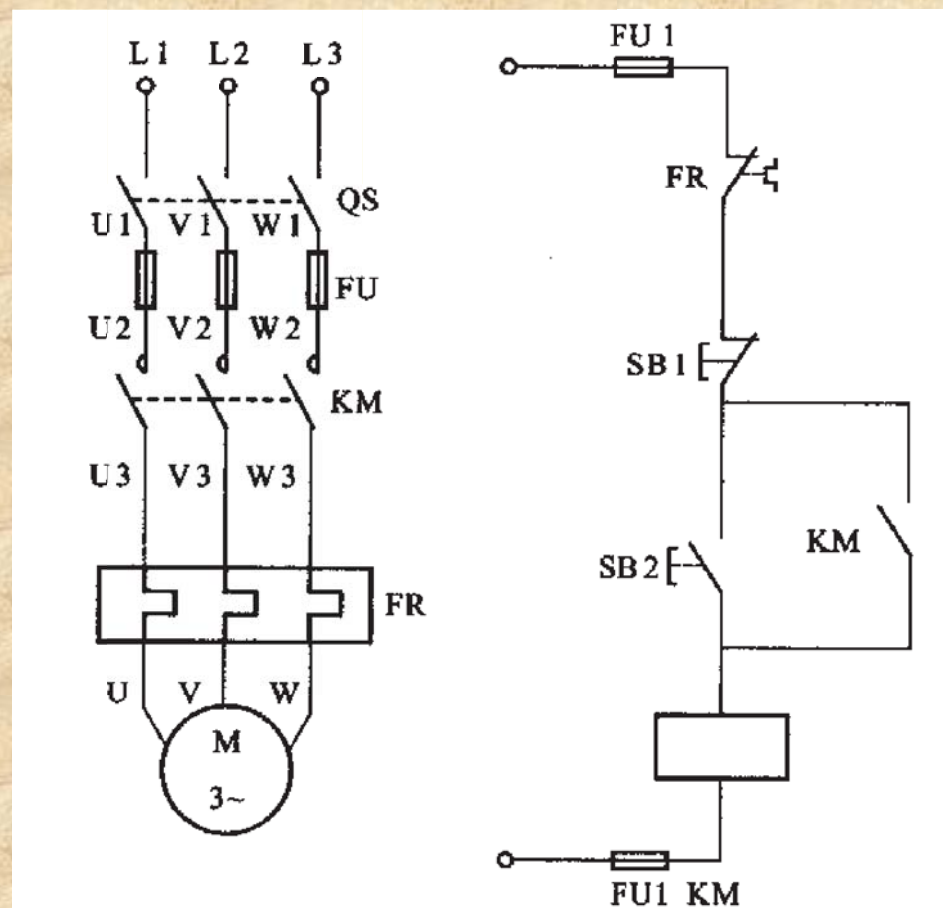 L1 L2 L3
QS
U1 V1 W1
FU
U2 V2 W2
KM
U3 V3 W3
FR
U V W
M
3~
FU1
FR
SB1
SB2
KM
FU1 KM